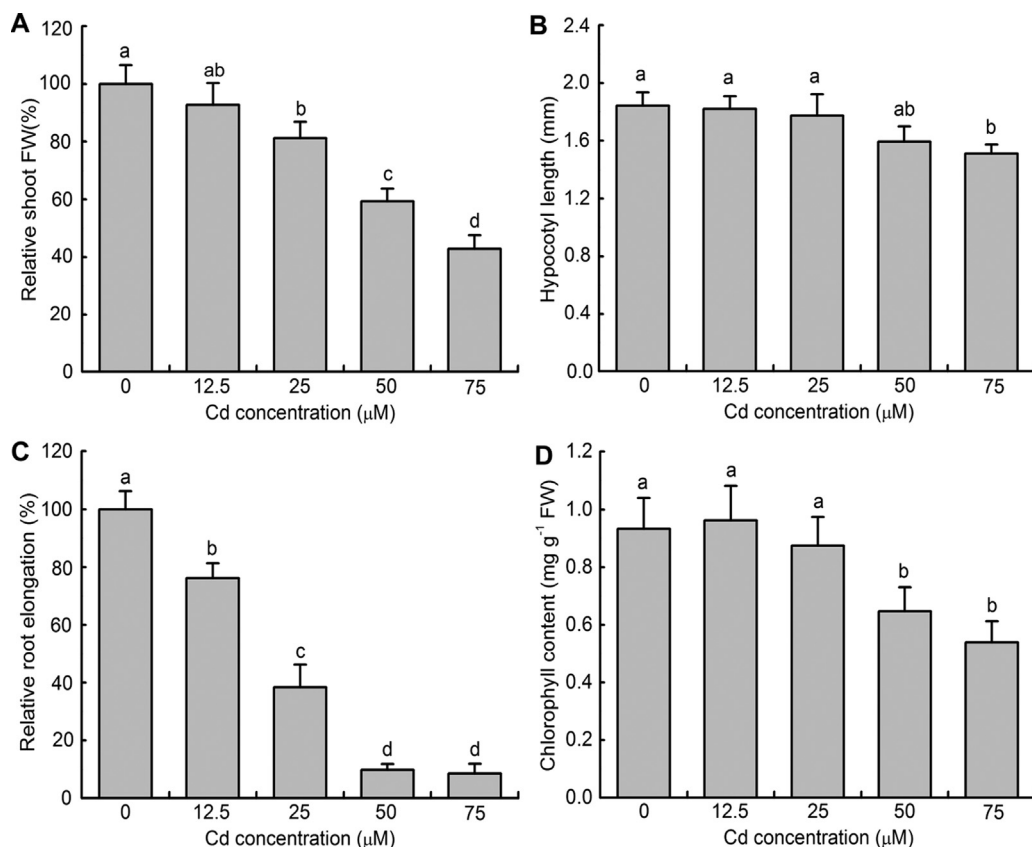 A
Relative shoot FW(%)
120
100
80
60
40
20
0
a
ab
b
c
d
0 12.5 25 50 75
Cd concentration (μM)
B
Hypocotyl length (mm)
2.4
2.0
1.6
1.2
0.8
0.4
0.0
a
a
a
ab
b
0 12.5 25 50 75
Cd concentration (μM)
C
Relative root elongation (%)
120
100
80
60
40
20
0
a
b
c
d
d
0 12.5 25 50 75
Cd concentration (μM)
D
Chlorophyll content (mg g⁻¹ FW)
1.2
1.0
0.8
0.6
0.4
0.2
0.0
a
a
a
b
b
0 12.5 25 50 75
Cd concentration (μM)